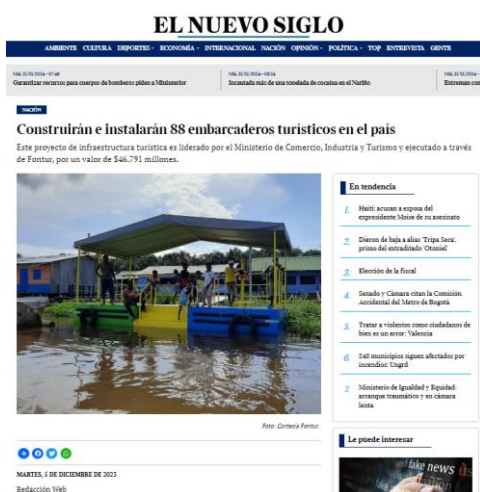 EL NUEVO SIGLO
AMBIENTE CULTURA DEPORTES ECONOMÍA INTERNACIONAL NACIÓN OPINIÓN POLÍTICA TOP ENTREVISTA GENTE
Garantizar recursos para cuerpos de bomberos piden a MinInterior
Incautada más de una tonelada de cocaína en el Nariño
Extreman con
NACIÓN
Construirán e instalarán 88 embarcaderos turísticos en el país
Este proyecto de infraestructura turística es liderado por el Ministerio de Comercio, Industria y Turismo y ejecutado a través
de Fontur, por un valor de $46.791 millones.
En tendencia
1. Haití: acusan a esposa del
expresidente Moise de su asesinato
2. Dieron de baja a alias 'Tripa Seca',
primo del extraditado 'Otoniel'
3. Elección de la fiscal
4. Senado y Cámara citan la Comisión
Accidental del Metro de Bogotá
5. Tratar a violentos como ciudadanos de
bien es un error: Valencia
6. 248 municipios siguen afectados por
incendios: Ungrd
7. Ministerio de Igualdad y Equidad:
arranque traumático y en cámara
lenta
Foto: Cortesía Fontur.
Le puede interesar
fake news
MARTES, 5 DE DICIEMBRE DE 2023
Redacción Web